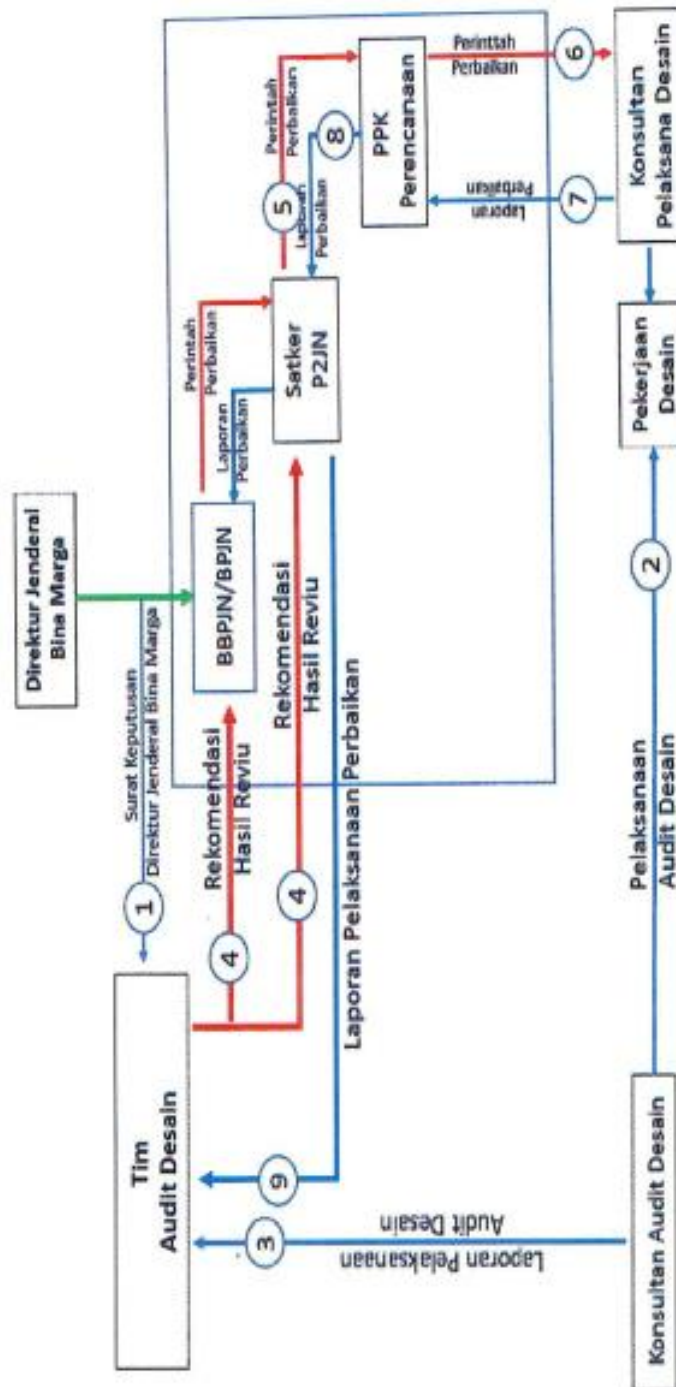 Direktur Jenderal
Bina Marga
Surat Keputusan
Direktur Jenderal Bina Marga
1
Tim
Audit Desain
BBPJN/BPJN
Perintah
Perbaikan
Laporan
Perbaikan
Satker
P2JN
Perintah
Perbaikan
5
Laporan
Perbaikan
8
PPK
Perencanaan
Rekomendasi
Hasil Reviu
4
Rekomendasi
Hasil Reviu
4
Laporan Pelaksanaan Perbaikan
9
3
Laporan Pelaksanaan
Audit Desain
Perinttah
Perbaikan
6
Laporan
Perbaikan
7
Konsultan Audit Desain
Pelaksanaan
Audit Desain
2
Pekerjaan
Desain
Konsultan
Pelaksana Desain